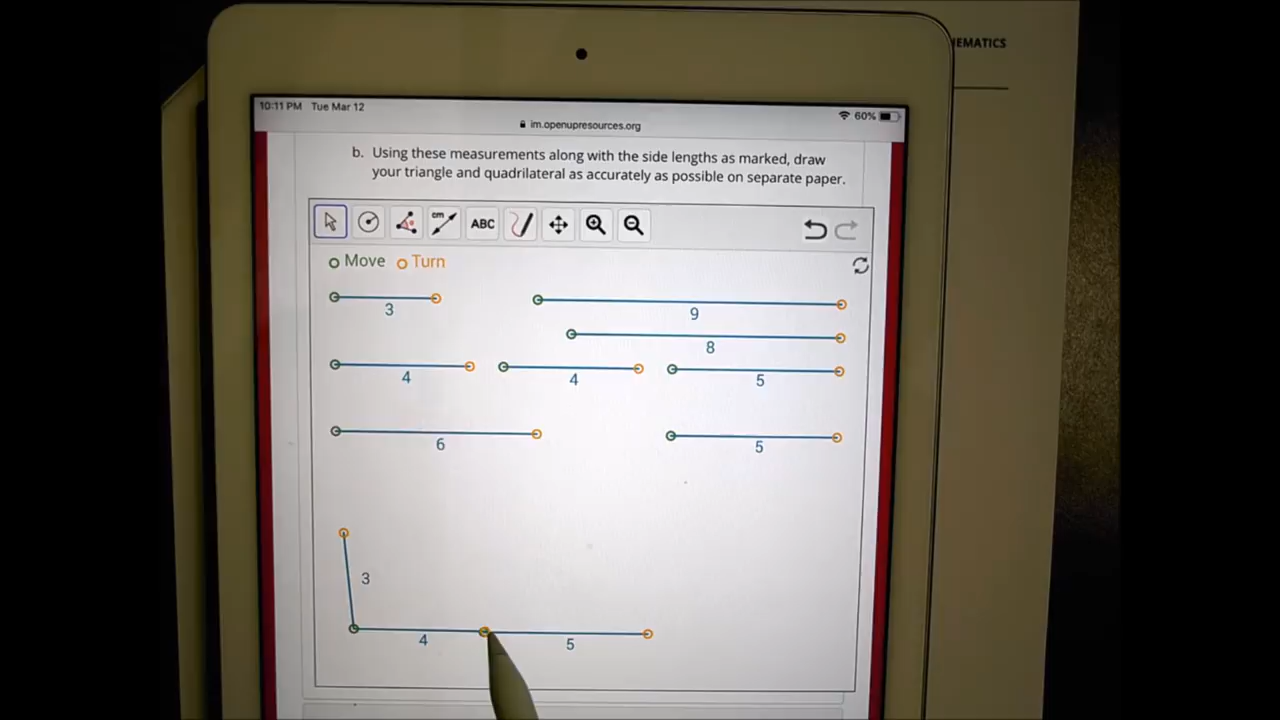 EMATICS
10:11 PM Tue Mar 12
60%
im.openupresources.org
b. Using these measurements along with the side lengths as marked, draw
your triangle and quadrilateral as accurately as possible on separate paper.
cm
ABC
Move Turn
3
9
8
4
4
5
6
5
3
4
5